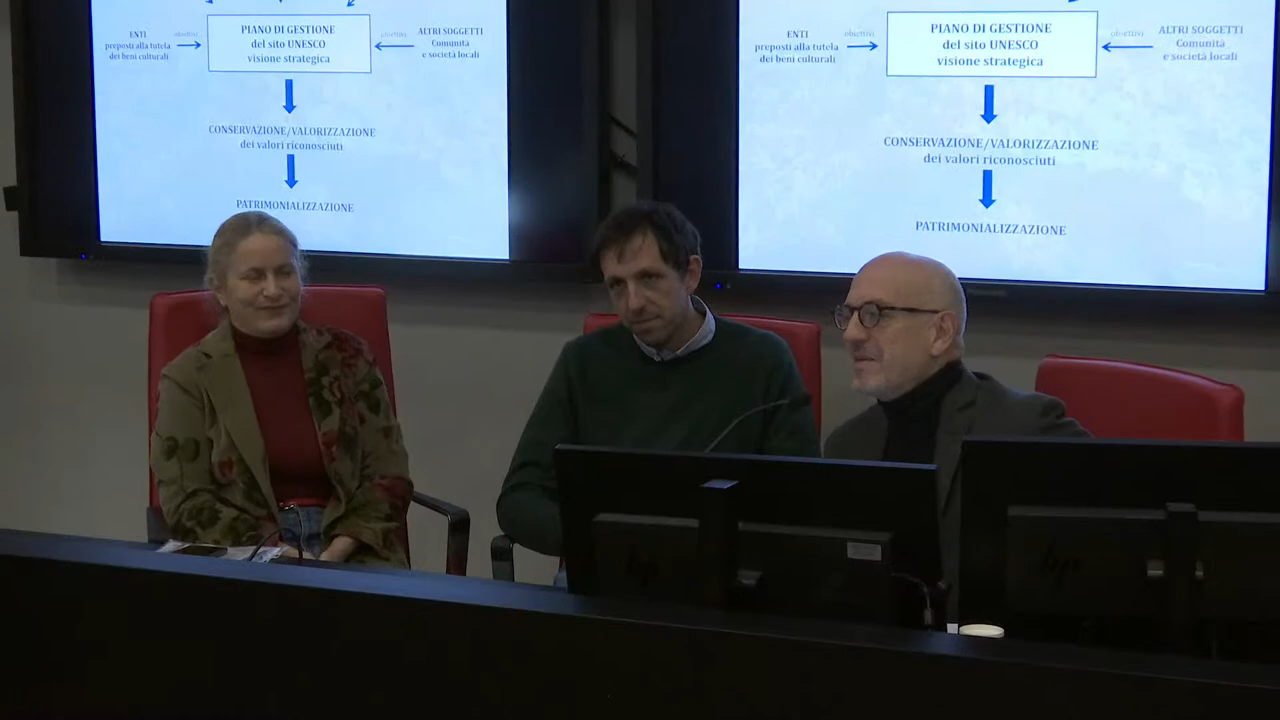 PIANO DI GESTIONE
del sito UNESCO
visione strategica
ENTI
preposti alla tutela
dei beni culturali
obiettivi
obiettivi
ALTRI SOGGETTI
Comunità
e società locali
CONSERVAZIONE/VALORIZZAZIONE
dei valori riconosciuti
PATRIMONIALIZZAZIONE
PIANO DI GESTIONE
del sito UNESCO
visione strategica
ENTI
preposti alla tutela
dei beni culturali
obiettivi
obiettivi
ALTRI SOGGETTI
Comunità
e società locali
CONSERVAZIONE/VALORIZZAZIONE
dei valori riconosciuti
PATRIMONIALIZZAZIONE
hp
hp